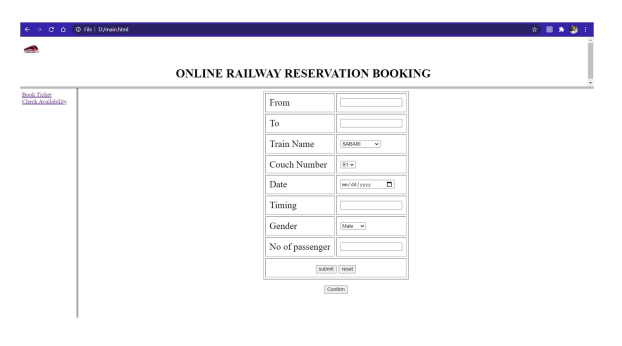 File | D:/main.html
ONLINE RAILWAY RESERVATION BOOKING
Book Ticket
Check Availability
From
To
Train Name SABARI
Couch Number S1
Date mm/dd/yyyy
Timing
Gender Male
No of passenger
submit reset
Confirm